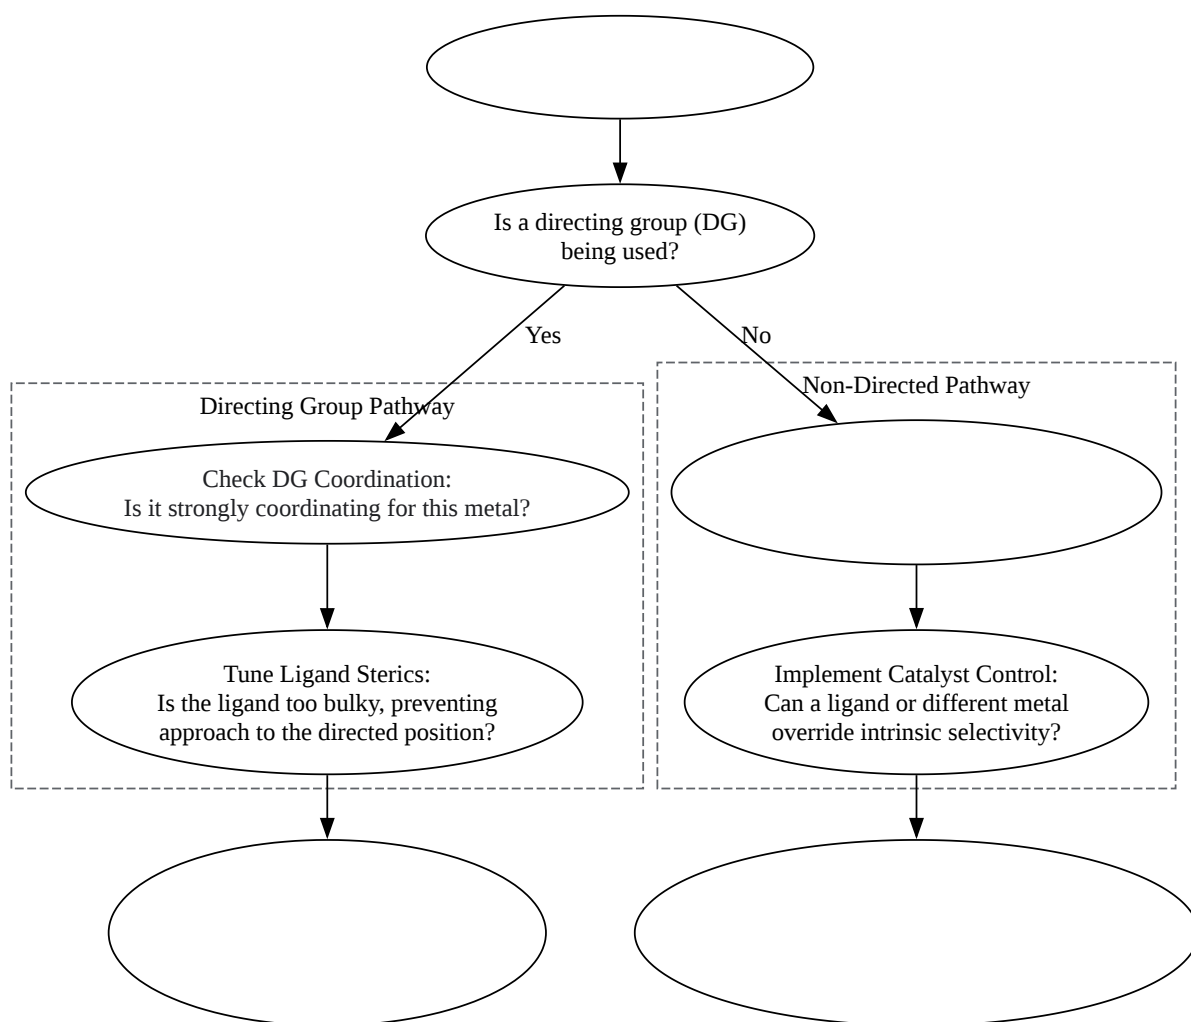 Is a directing group (DG)
being used?
Yes
No
Directing Group Pathway
Non-Directed Pathway
Check DG Coordination:
Is it strongly coordinating for this metal?
Tune Ligand Sterics:
Is the ligand too bulky, preventing
approach to the directed position?
Implement Catalyst Control:
Can a ligand or different metal
override intrinsic selectivity?